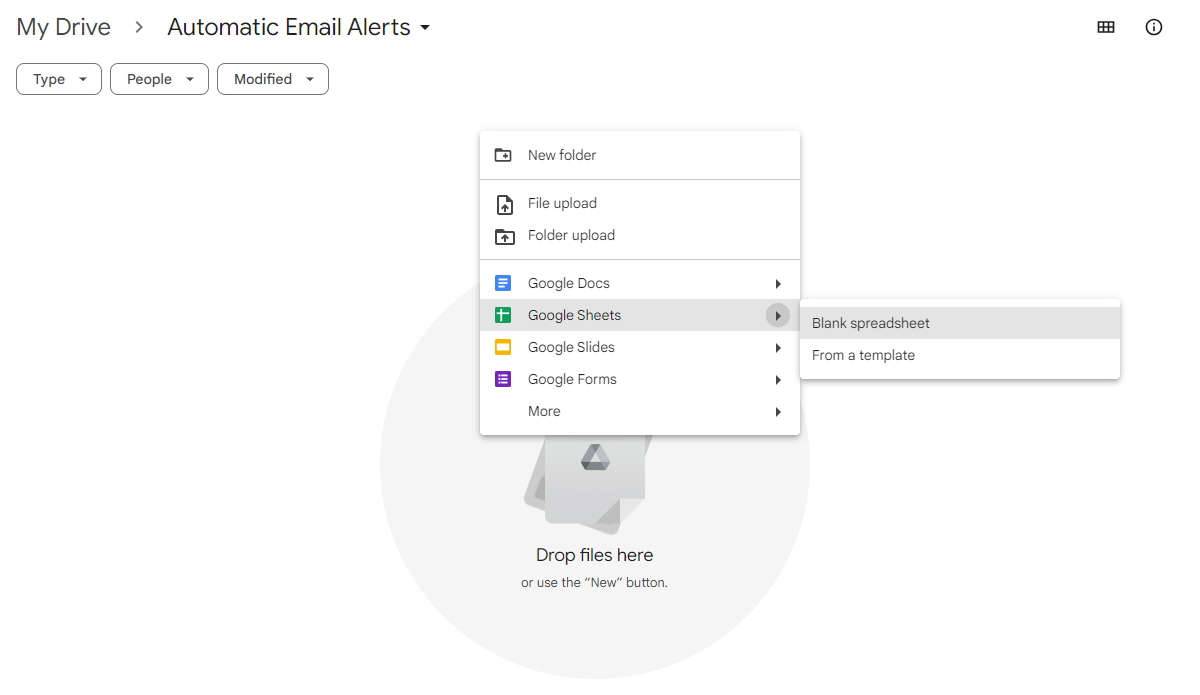 My Drive > Automatic Email Alerts
Type People Modified
New folder
File upload
Folder upload
Google Docs
Google Sheets
Blank spreadsheet
From a template
Google Slides
Google Forms
More
Drop files here
or use the “New” button.